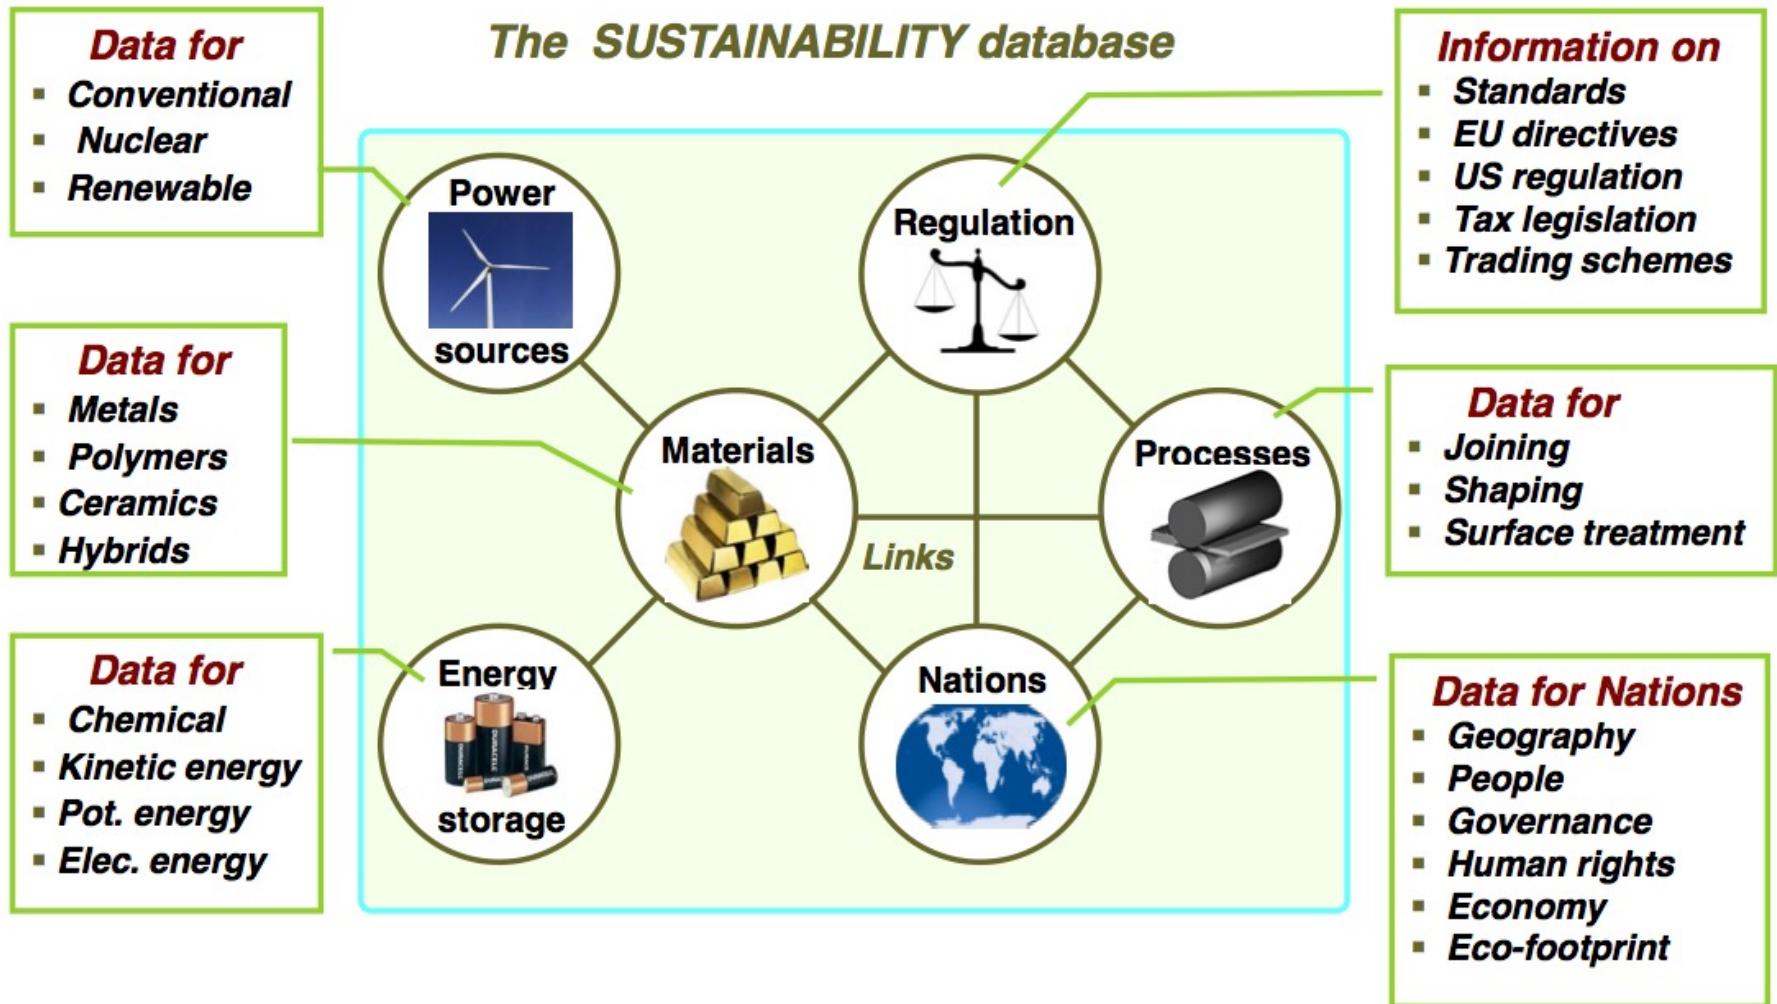 The SUSTAINABILITY database
Data for
▪ Conventional
▪ Nuclear
▪ Renewable
Data for
▪ Metals
▪ Polymers
▪ Ceramics
▪ Hybrids
Data for
▪ Chemical
▪ Kinetic energy
▪ Pot. energy
▪ Elec. energy
Power
sources
Regulation
Materials
Processes
Links
Energy
DURACELL
storage
Nations
Information on
▪ Standards
▪ EU directives
▪ US regulation
▪ Tax legislation
▪ Trading schemes
Data for
▪ Joining
▪ Shaping
▪ Surface treatment
Data for Nations
▪ Geography
▪ People
▪ Governance
▪ Human rights
▪ Economy
▪ Eco-footprint